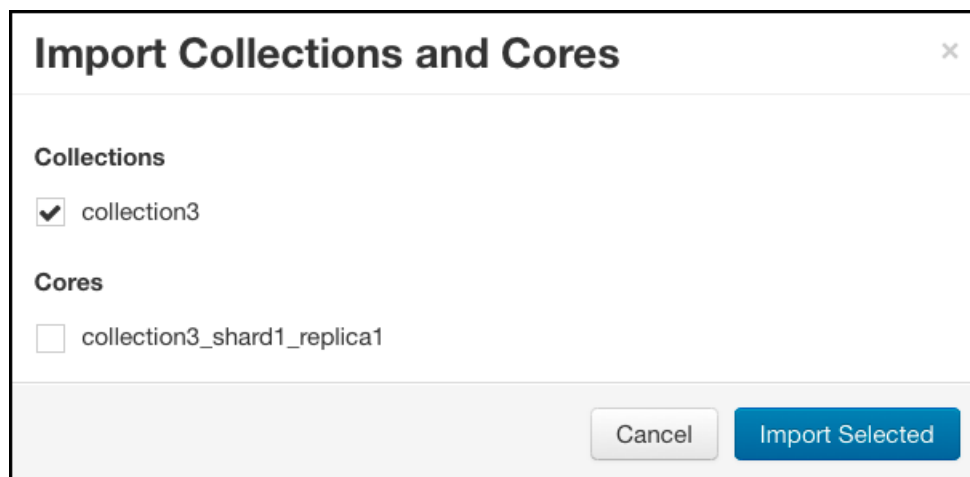 Import Collections and Cores ×
Collections
collection3
Cores
collection3_shard1_replica1
Cancel Import Selected